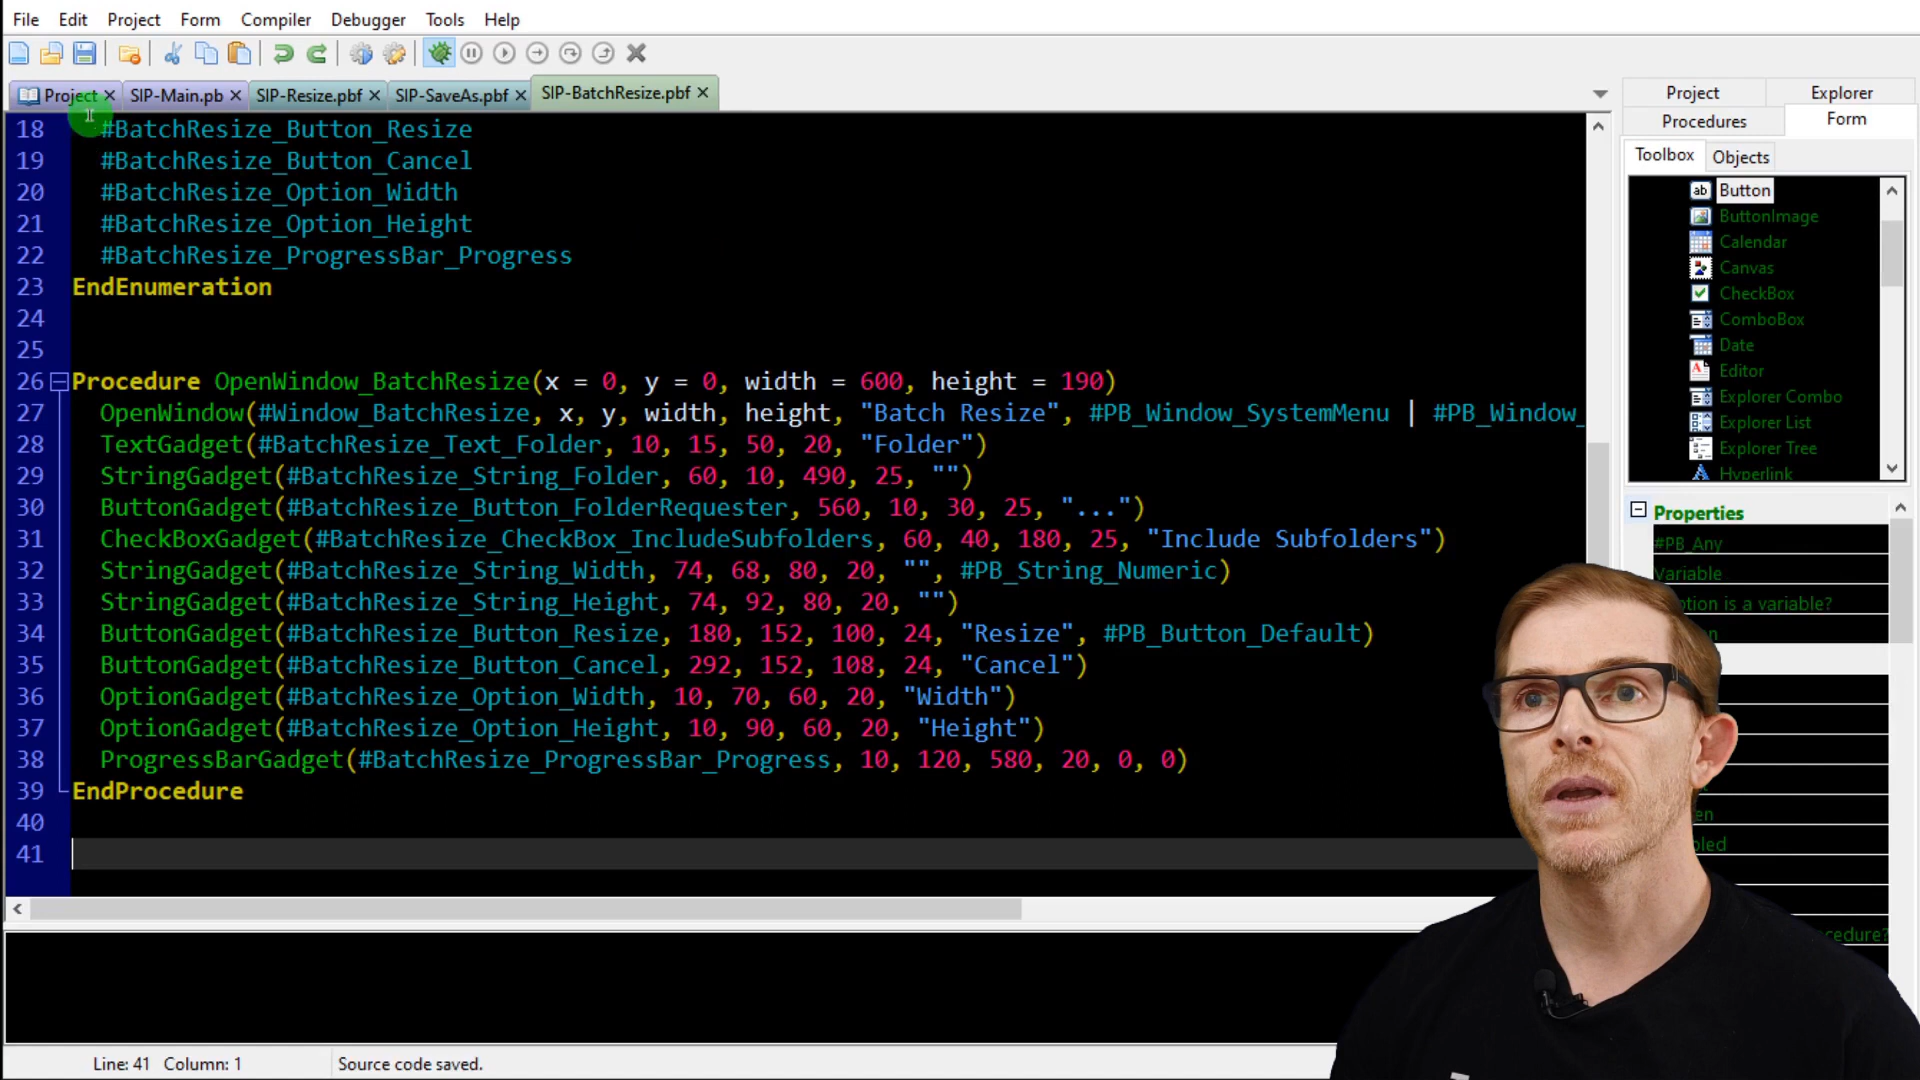 File Edit Project Form Compiler Debugger Tools Help
Project SIP-Main.pb SIP-Resize.pbf SIP-SaveAs.pbf SIP-BatchResize.pbf
18 #BatchResize_Button_Resize
19 #BatchResize_Button_Cancel
20 #BatchResize_Option_Width
21 #BatchResize_Option_Height
22 #BatchResize_ProgressBar_Progress
23 EndEnumeration
24
25
26 Procedure OpenWindow_BatchResize(x = 0, y = 0, width = 600, height = 190)
27 OpenWindow(#Window_BatchResize, x, y, width, height, "Batch Resize", #PB_Window_SystemMenu | #PB_Window_
28 TextGadget(#BatchResize_Text_Folder, 10, 15, 50, 20, "Folder")
29 StringGadget(#BatchResize_String_Folder, 60, 10, 490, 25, "")
30 ButtonGadget(#BatchResize_Button_FolderRequester, 560, 10, 30, 25, "...")
31 CheckBoxGadget(#BatchResize_CheckBox_IncludeSubfolders, 60, 40, 180, 25, "Include Subfolders")
32 StringGadget(#BatchResize_String_Width, 74, 68, 80, 20, "", #PB_String_Numeric)
33 StringGadget(#BatchResize_String_Height, 74, 92, 80, 20, "")
34 ButtonGadget(#BatchResize_Button_Resize, 180, 152, 100, 24, "Resize", #PB_Button_Default)
35 ButtonGadget(#BatchResize_Button_Cancel, 292, 152, 108, 24, "Cancel")
36 OptionGadget(#BatchResize_Option_Width, 10, 70, 60, 20, "Width")
37 OptionGadget(#BatchResize_Option_Height, 10, 90, 60, 20, "Height")
38 ProgressBarGadget(#BatchResize_ProgressBar_Progress, 10, 120, 580, 20, 0, 0)
39 EndProcedure
40
41
Line: 41 Column: 1 Source code saved.
Project Explorer
Procedures Form
Toolbox Objects
Button
ButtonImage
Calendar
Canvas
CheckBox
ComboBox
Date
Editor
Explorer Combo
Explorer List
Explorer Tree
Hyperlink
Properties
#PB_Any
Variable
is a variable?